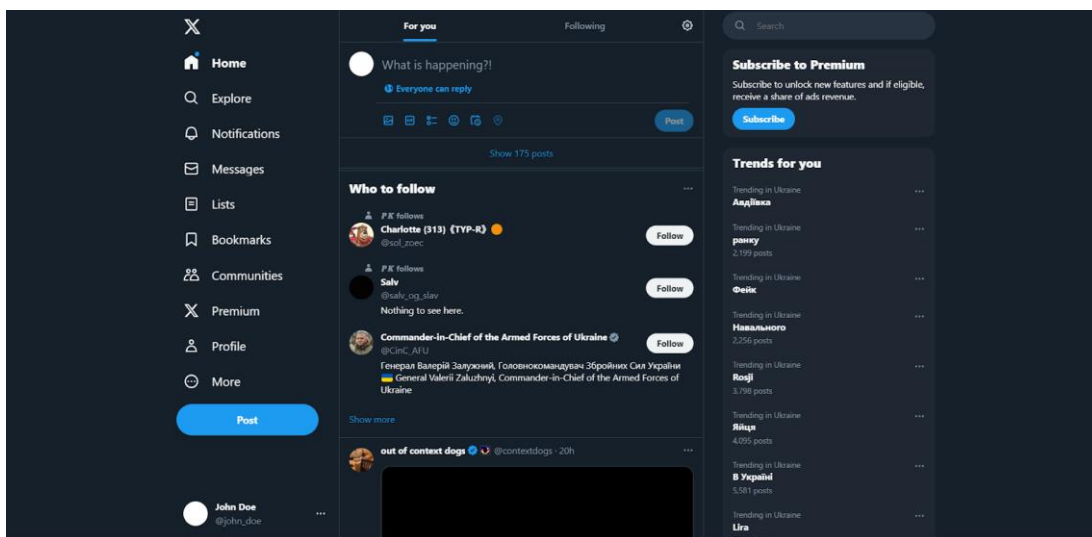 Home
Explore
Notifications
Messages
Lists
Bookmarks
Communities
Premium
Profile
More
Post
John Doe
@john_doe
For you
Following
What is happening?!
Everyone can reply
Post
Show 175 posts
Who to follow
PK follows
Charlotte (313) 《TYP-R》
@sol_zoec
Follow
PK follows
Salv
@salv_og_slav
Nothing to see here.
Follow
Commander-in-Chief of the Armed Forces of Ukraine
@CinC_AFU
Follow
Генерал Валерій Залужний, Головнокомандувач Збройних Сил України
General Valerii Zaluzhnyi, Commander-in-Chief of the Armed Forces of
Ukraine
Show more
out of context dogs @contextdogs · 20h
Search
Subscribe to Premium
Subscribe to unlock new features and if eligible,
receive a share of ads revenue.
Subscribe
Trends for you
Trending in Ukraine
Авдіївка
Trending in Ukraine
ранку
2,199 posts
Trending in Ukraine
Фейк
Trending in Ukraine
Навального
2,256 posts
Trending in Ukraine
Rosji
3,798 posts
Trending in Ukraine
Яйця
4,095 posts
Trending in Ukraine
В Україні
5,581 posts
Trending in Ukraine
Lira